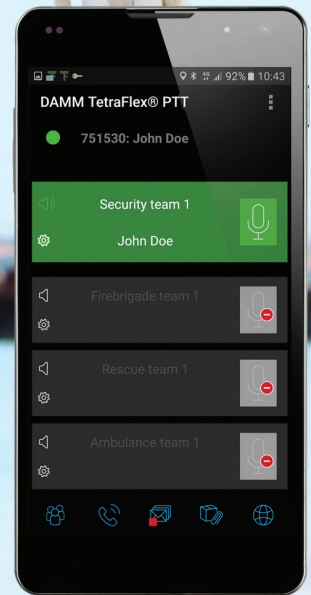 4G 92% 10:43
DAMM TetraFlex® PTT
751530: John Doe
Security team 1
John Doe
Firebrigade team 1
Rescue team 1
Ambulance team 1